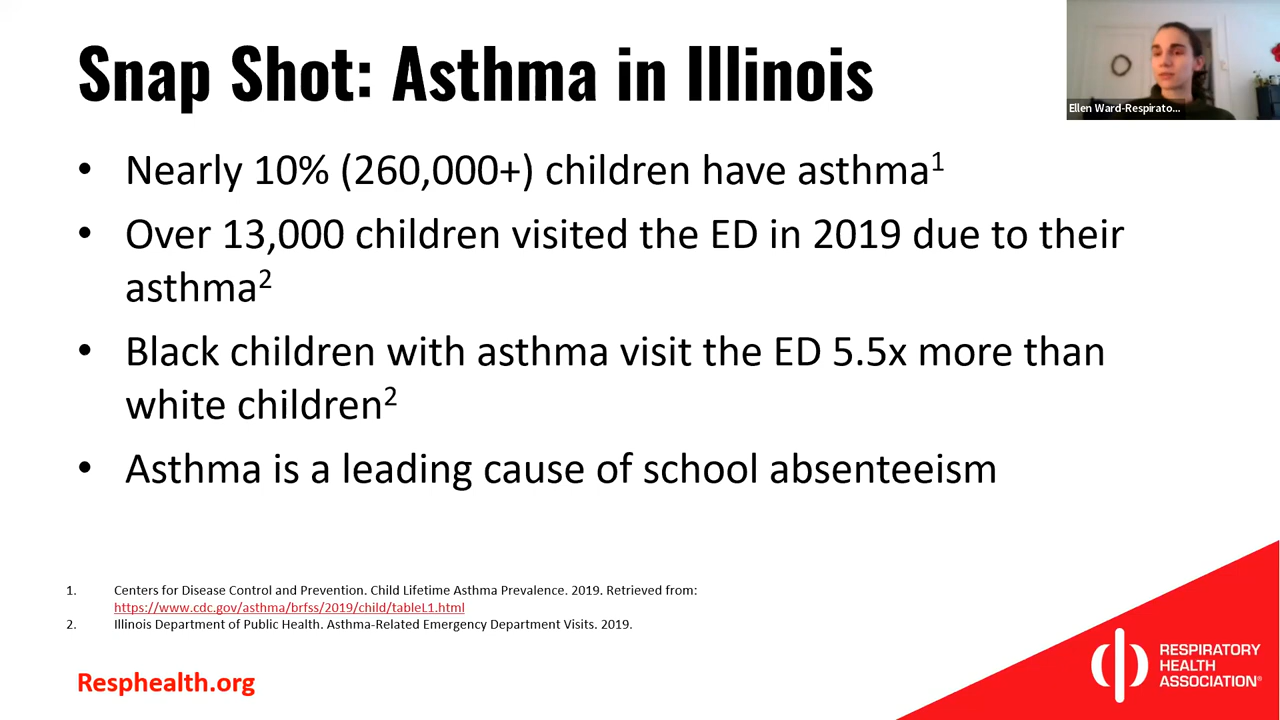 Snap Shot: Asthma in Illinois
Ellen Ward-Respirato...
• Nearly 10% (260,000+) children have asthma¹
• Over 13,000 children visited the ED in 2019 due to their
asthma²
• Black children with asthma visit the ED 5.5x more than
white children²
• Asthma is a leading cause of school absenteeism
1. Centers for Disease Control and Prevention. Child Lifetime Asthma Prevalence. 2019. Retrieved from:
https://www.cdc.gov/asthma/brfss/2019/child/tableL1.html
2. Illinois Department of Public Health. Asthma-Related Emergency Department Visits. 2019.
Resphealth.org
RESPIRATORY
HEALTH
ASSOCIATION®